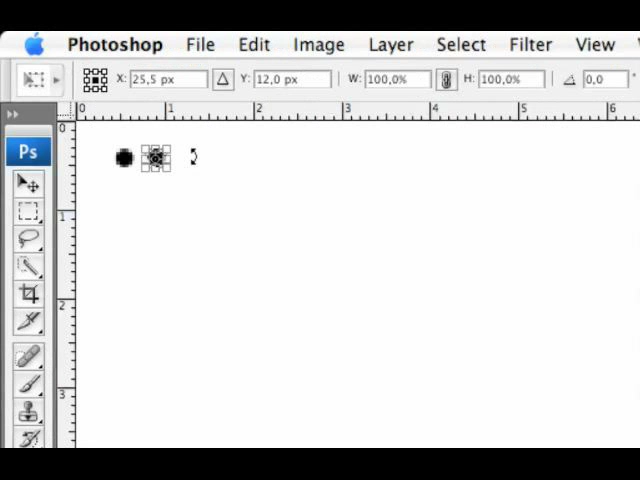 Photoshop File Edit Image Layer Select Filter View
X: 25,5 px Y: 12,0 px W: 100,0% H: 100,0% 0,0 °
0 1 2 3 4 5 6
0
Ps
1
2
3